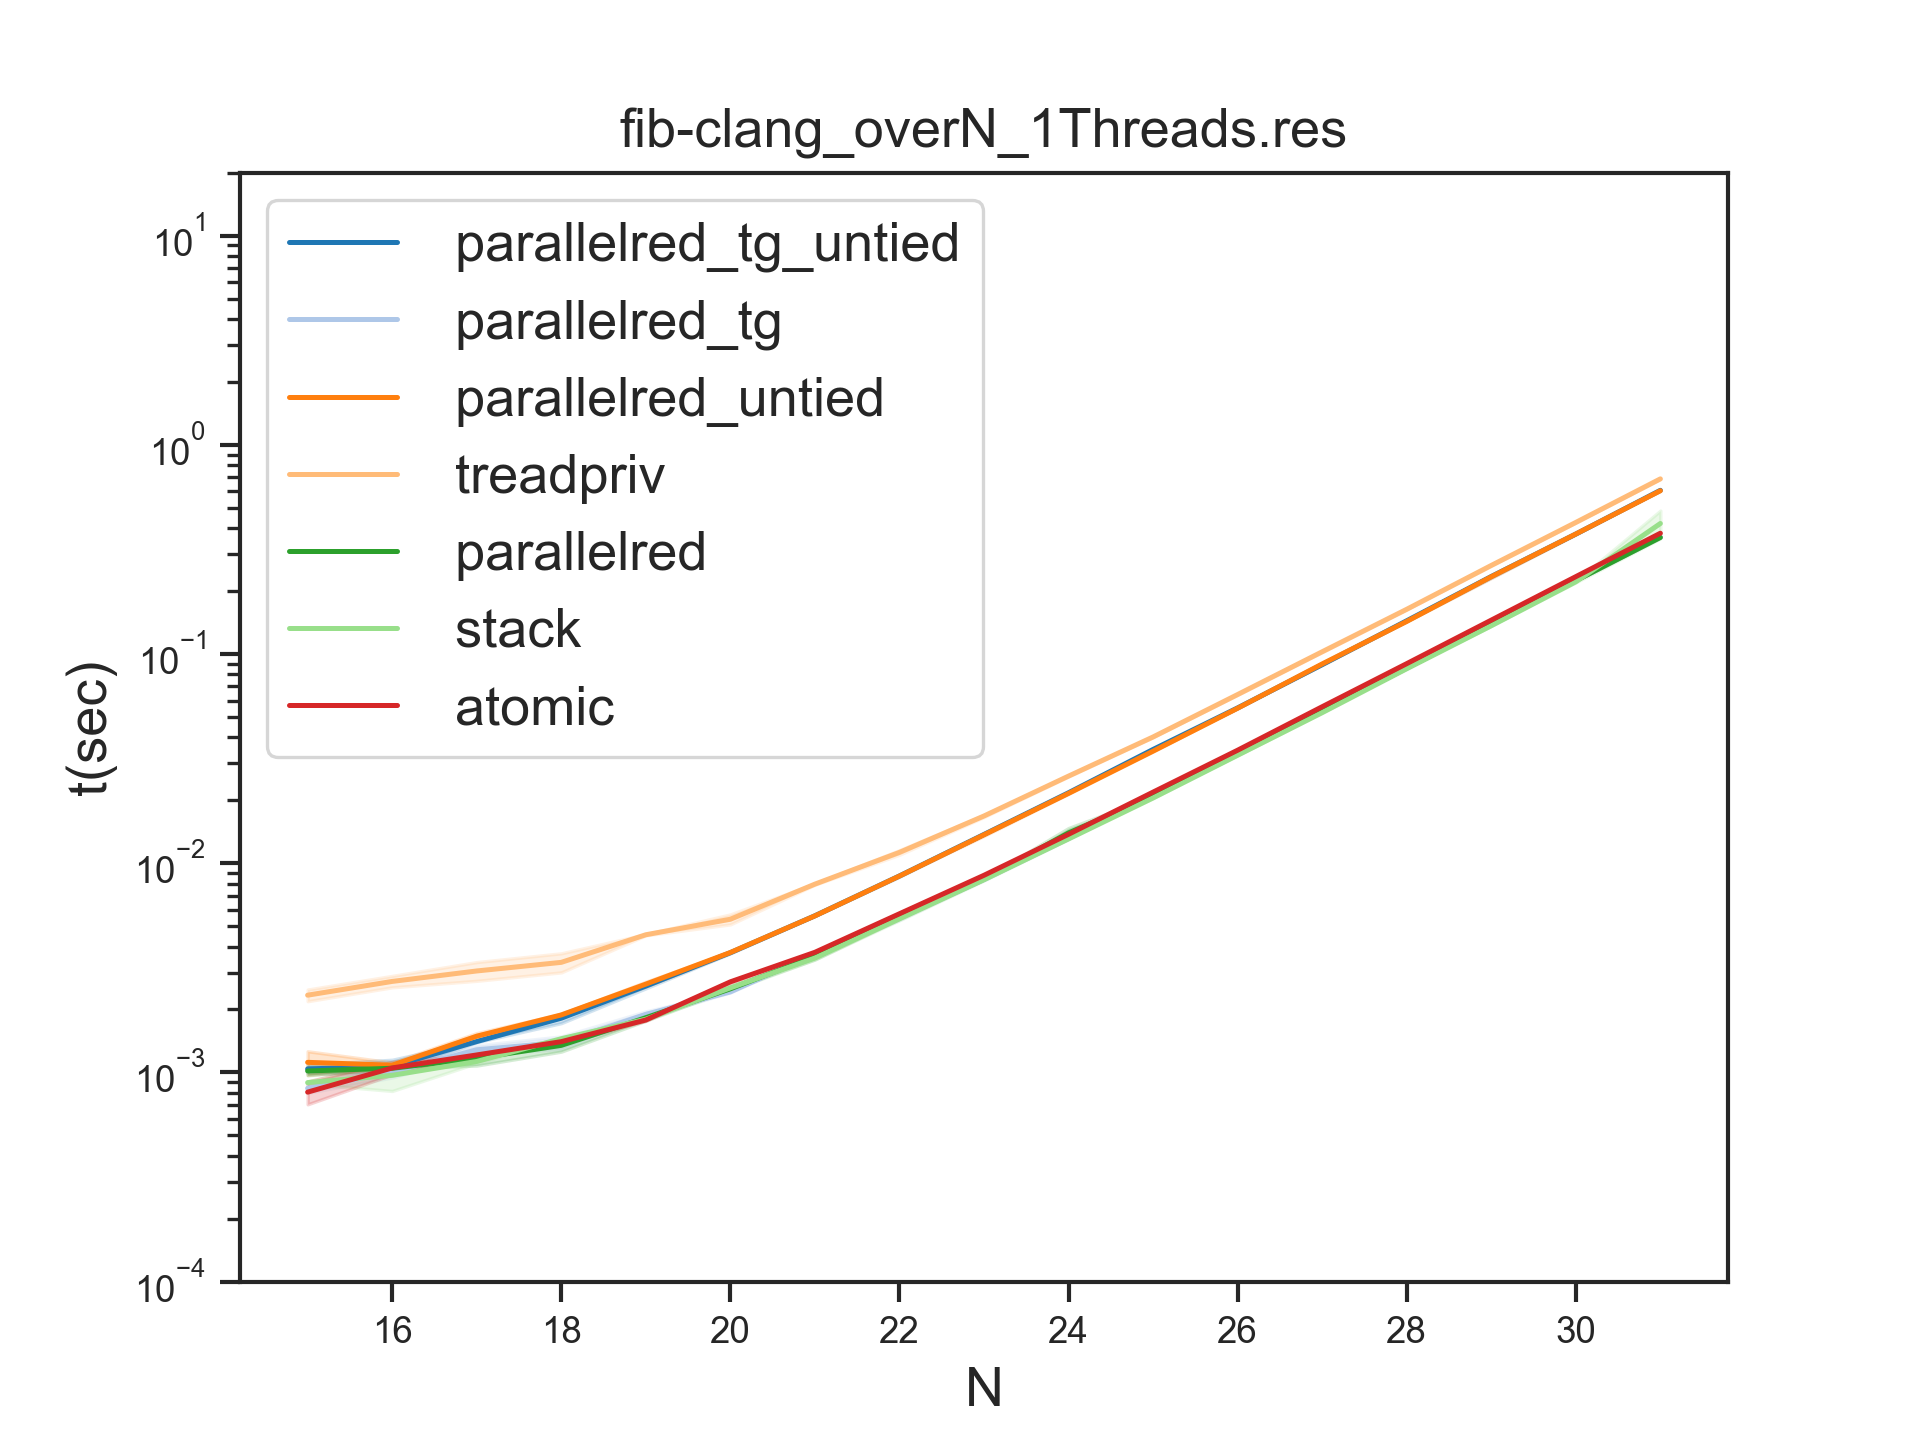 fib-clang_overN_1Threads.res
parallelred_tg_untied
parallelred_tg
parallelred_untied
treadpriv
parallelred
stack
atomic
t(sec)
10^1
10^0
10^−1
10^−2
10^−3
10^−4
16 18 20 22 24 26 28 30
N